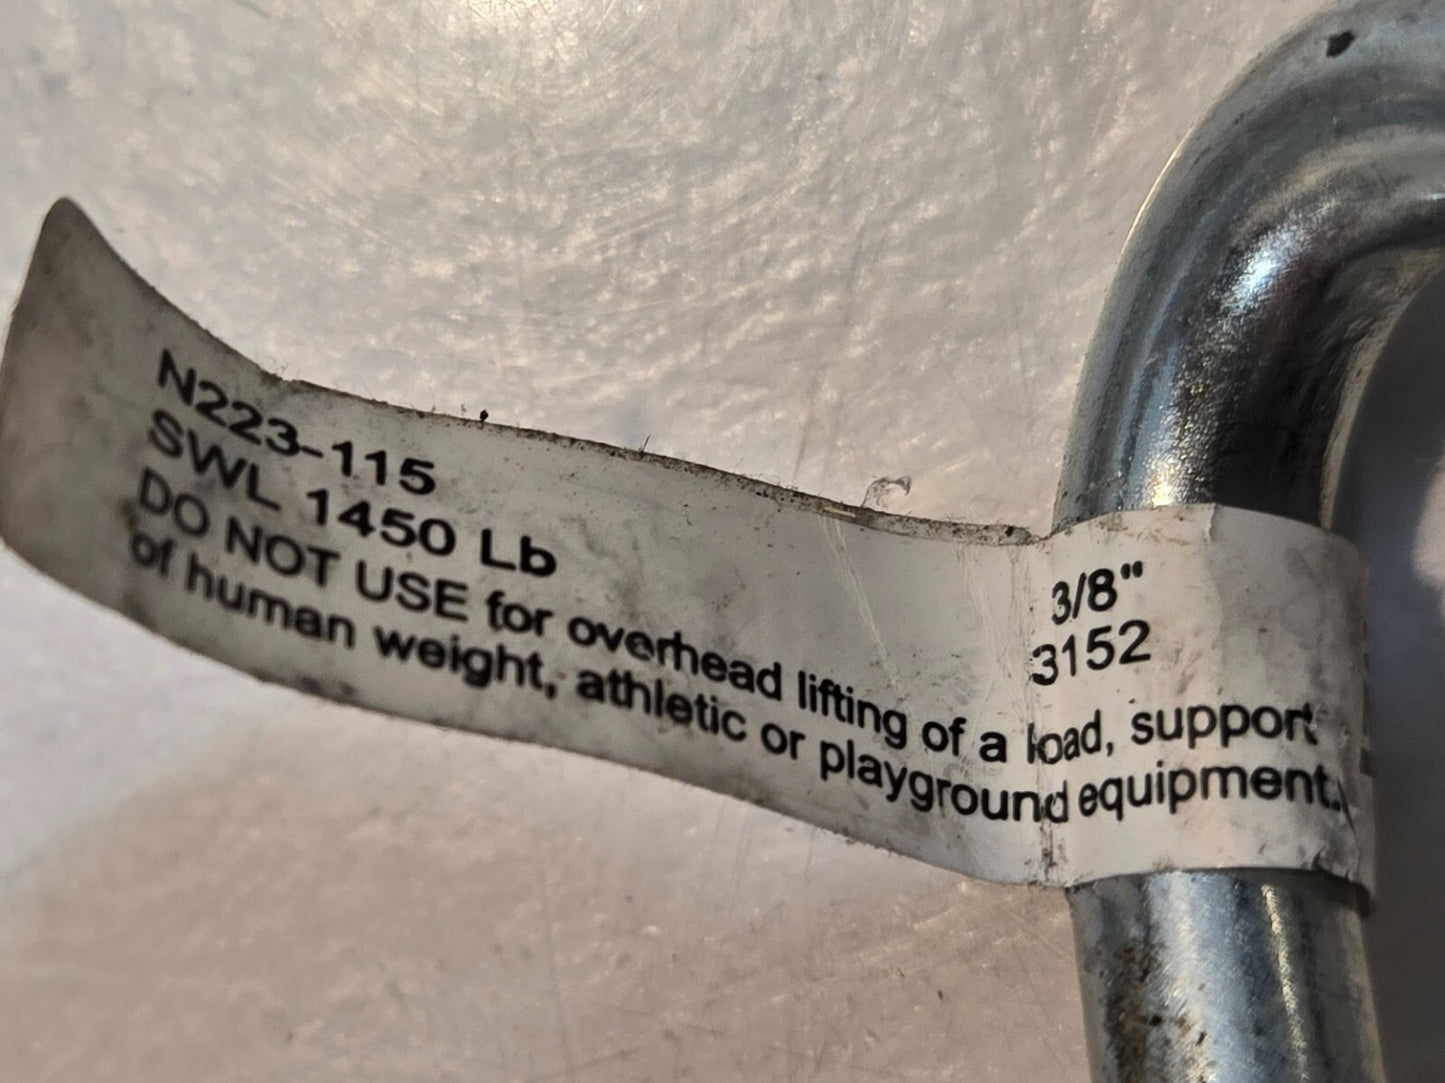 N223-115
3/8"
SWL 1450 Lb
3152
DO NOT USE for overhead lifting of a load, support
of human weight, athletic or playground equipment.